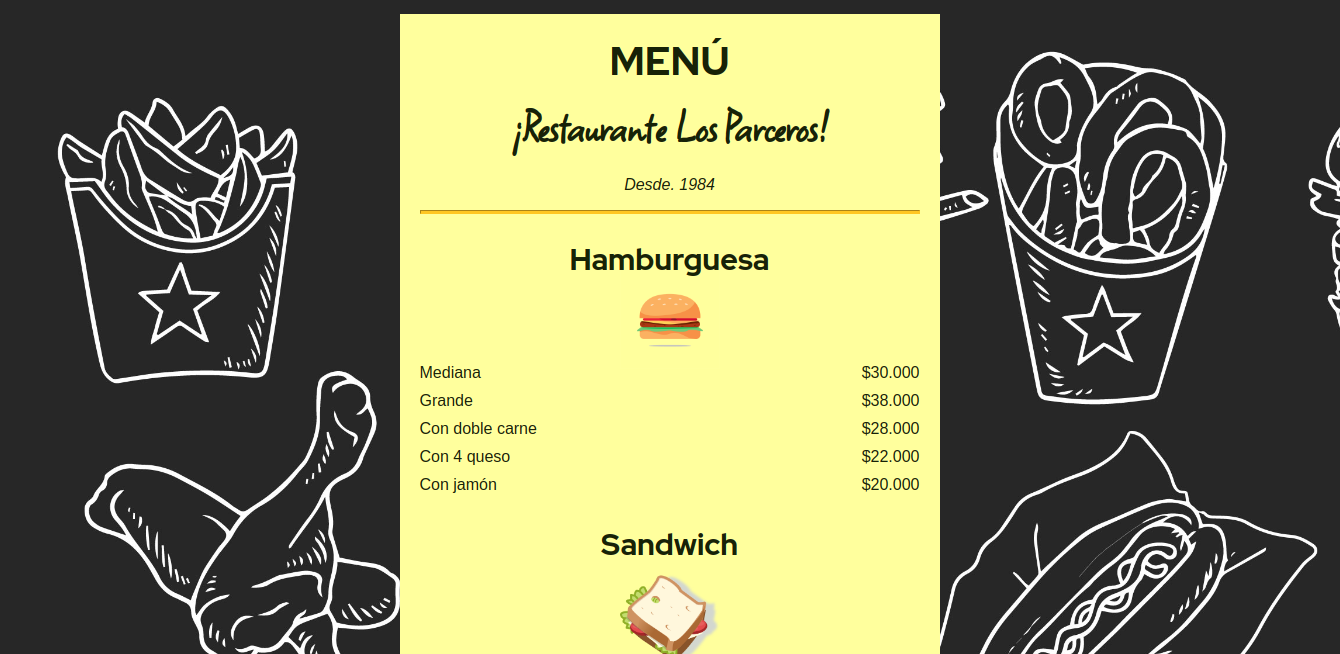 MENÚ
¡Restaurante Los Parceros!
Desde. 1984
Hamburguesa
Mediana $30.000
Grande $38.000
Con doble carne $28.000
Con 4 queso $22.000
Con jamón $20.000
Sandwich